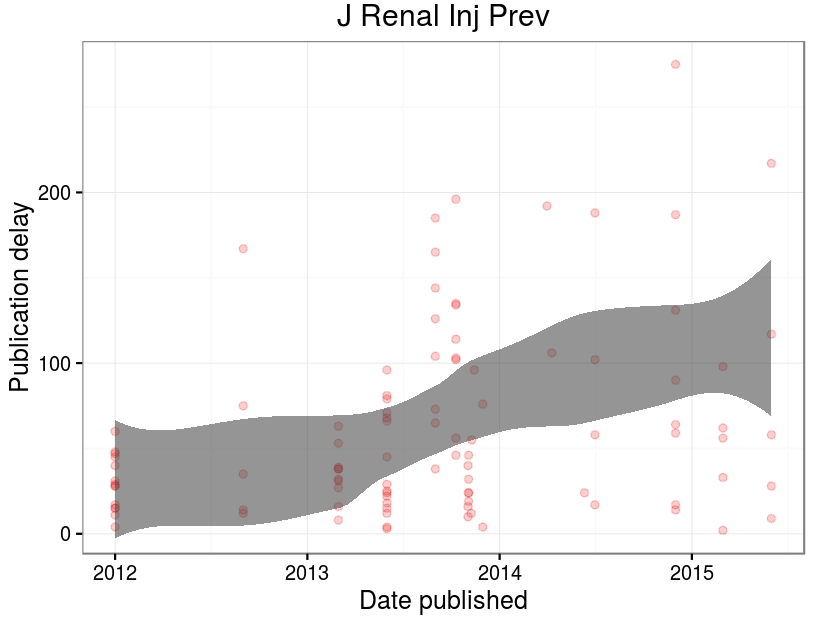 J Renal Inj Prev
Publication delay
200
100
0
2012 2013 2014 2015
Date published